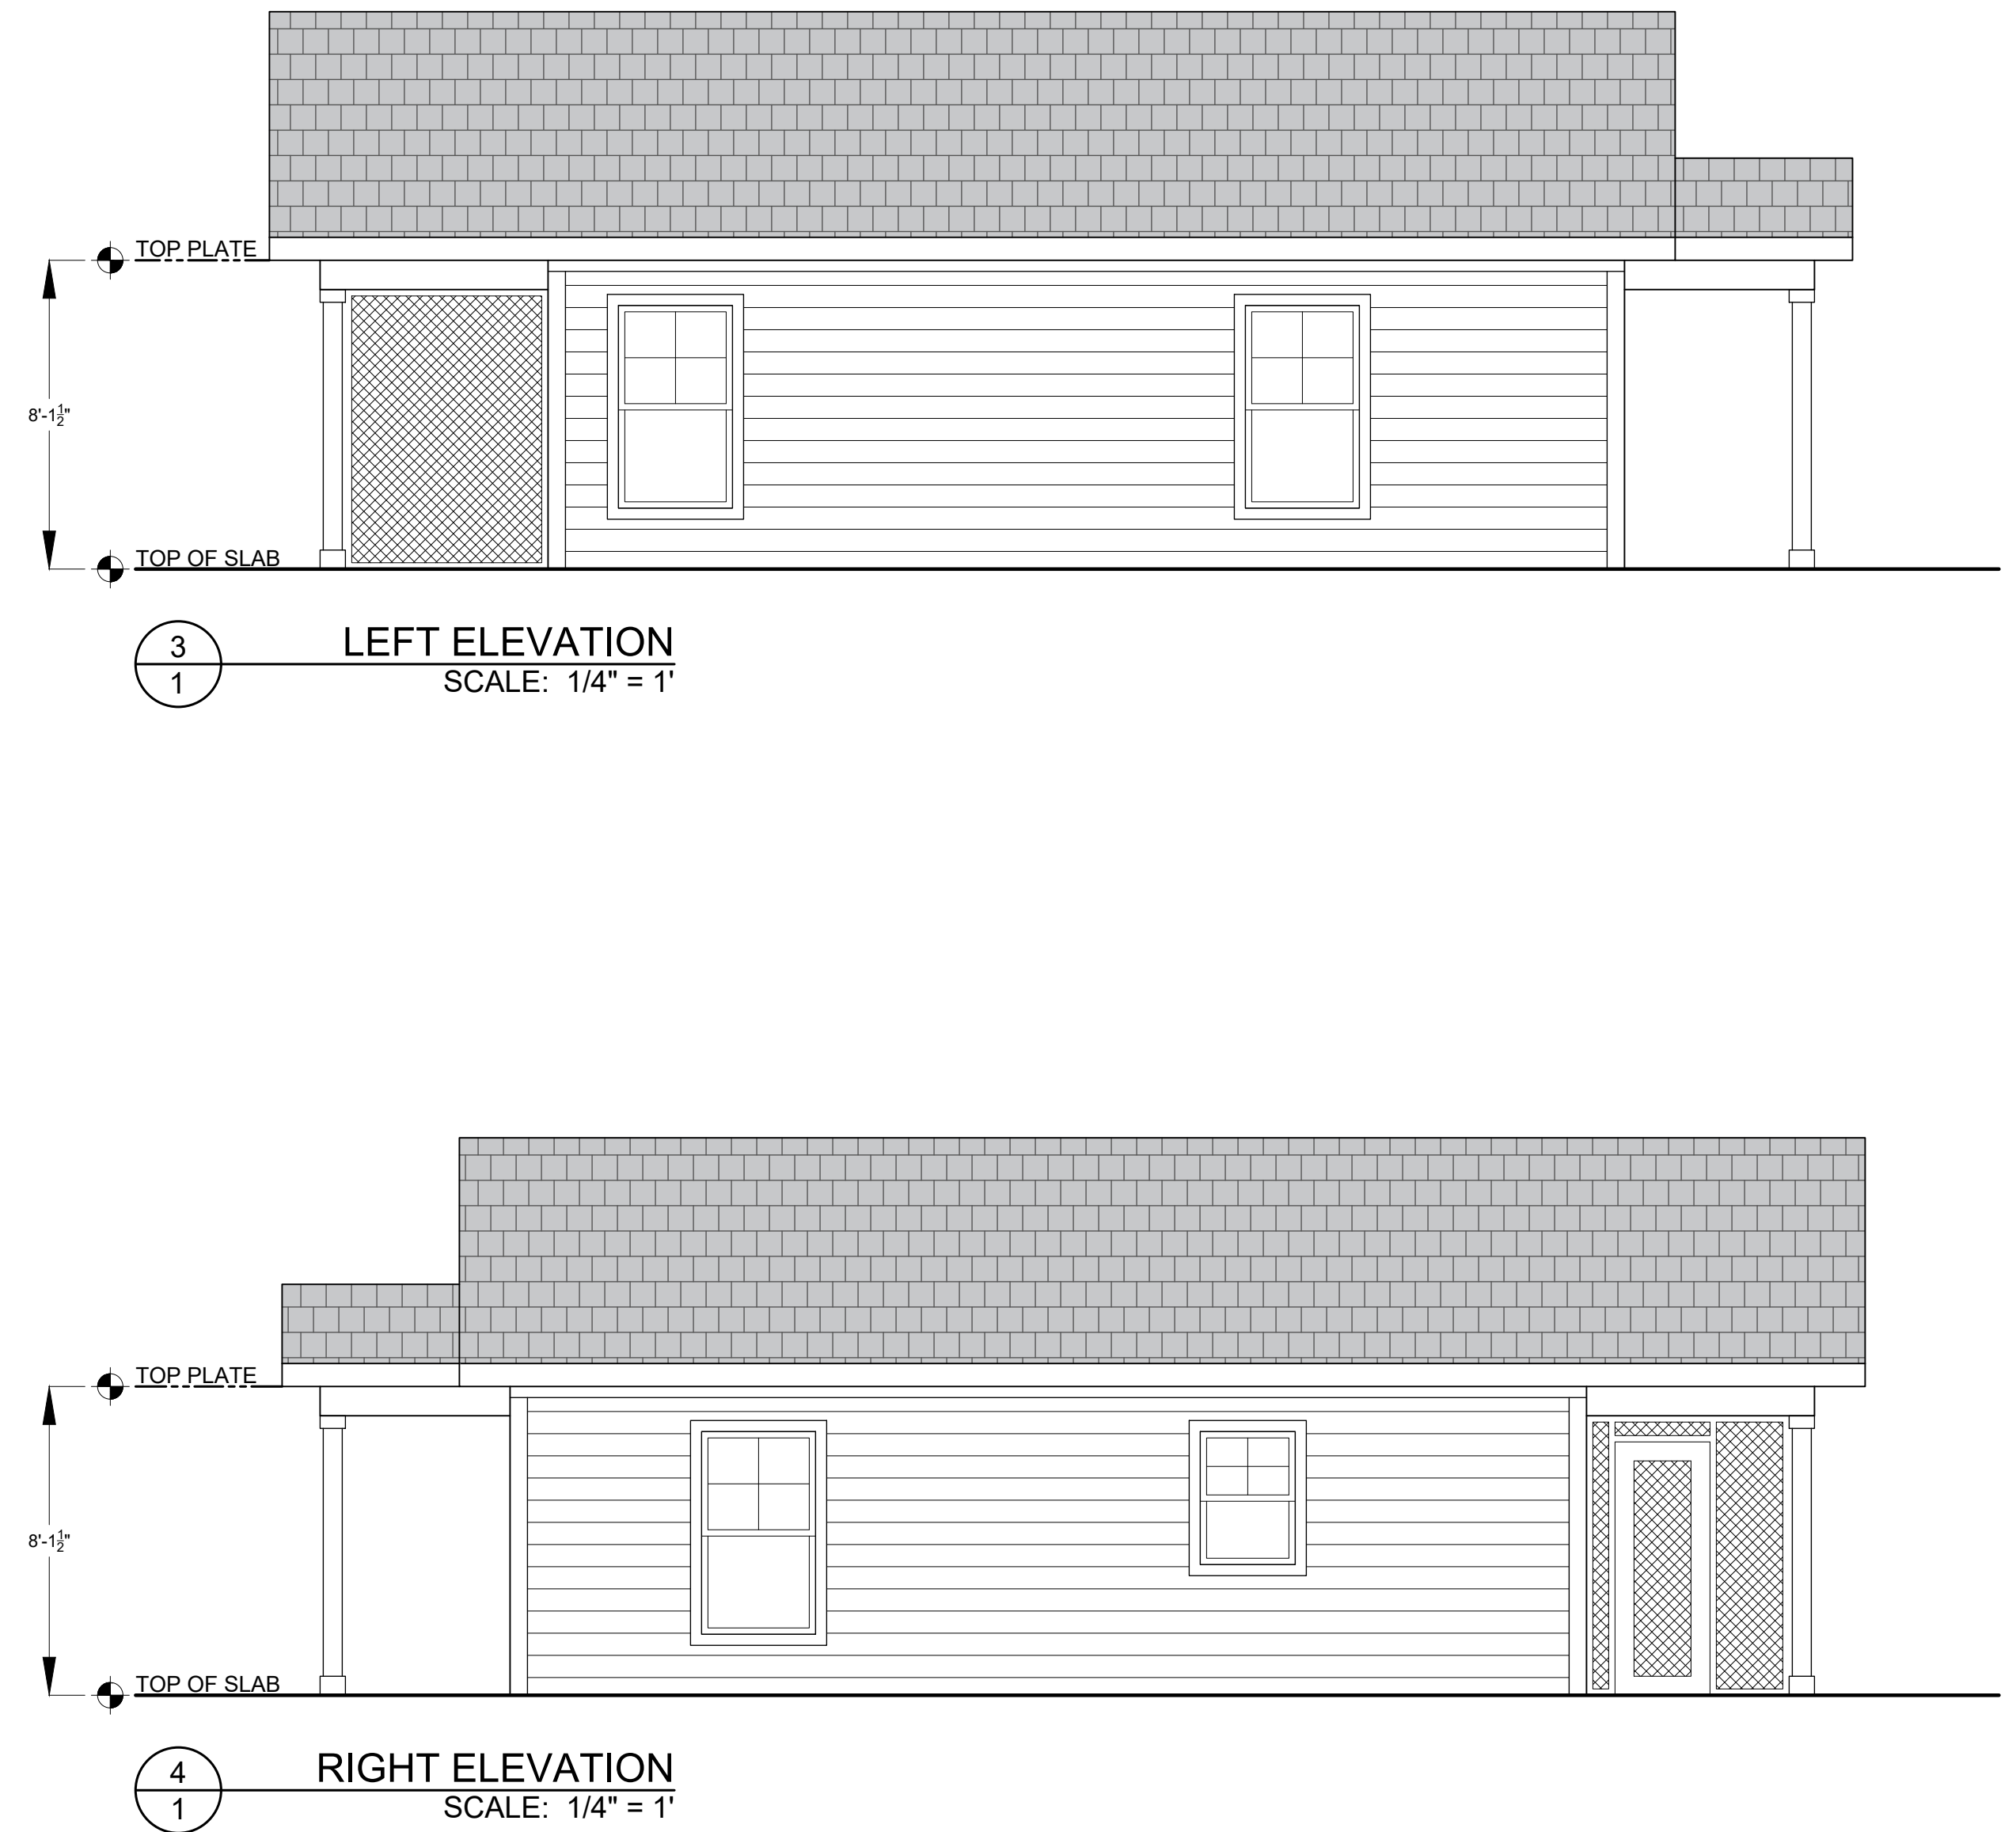 TOP PLATE
8'-1½"
TOP OF SLAB
3
1
LEFT ELEVATION
SCALE: 1/4" = 1'
TOP PLATE
8'-1½"
TOP OF SLAB
4
1
RIGHT ELEVATION
SCALE: 1/4" = 1'